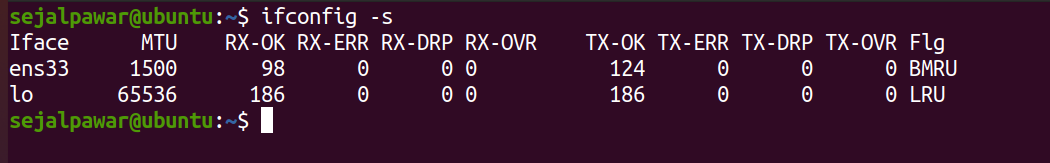 sejalpawar@ubuntu:~$ ifconfig -s
Iface MTU RX-OK RX-ERR RX-DRP RX-OVR TX-OK TX-ERR TX-DRP TX-OVR Flg
ens33 1500 98 0 0 0 124 0 0 0 BMRU
lo 65536 186 0 0 0 186 0 0 0 LRU
sejalpawar@ubuntu:~$